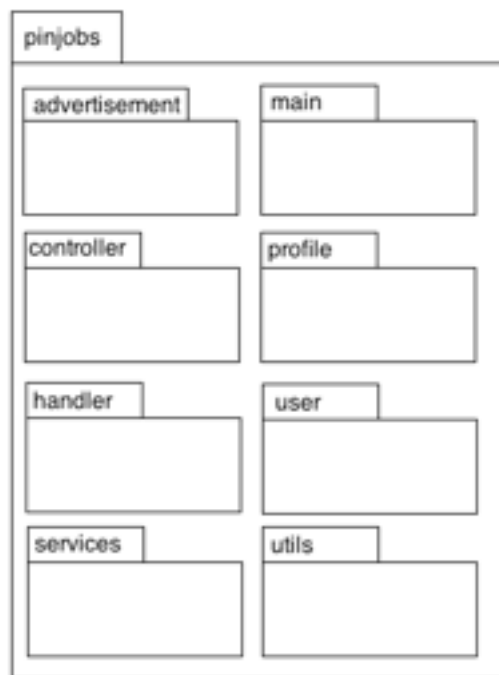 pinjobs
advertisement
main
controller
profile
handler
user
services
utils